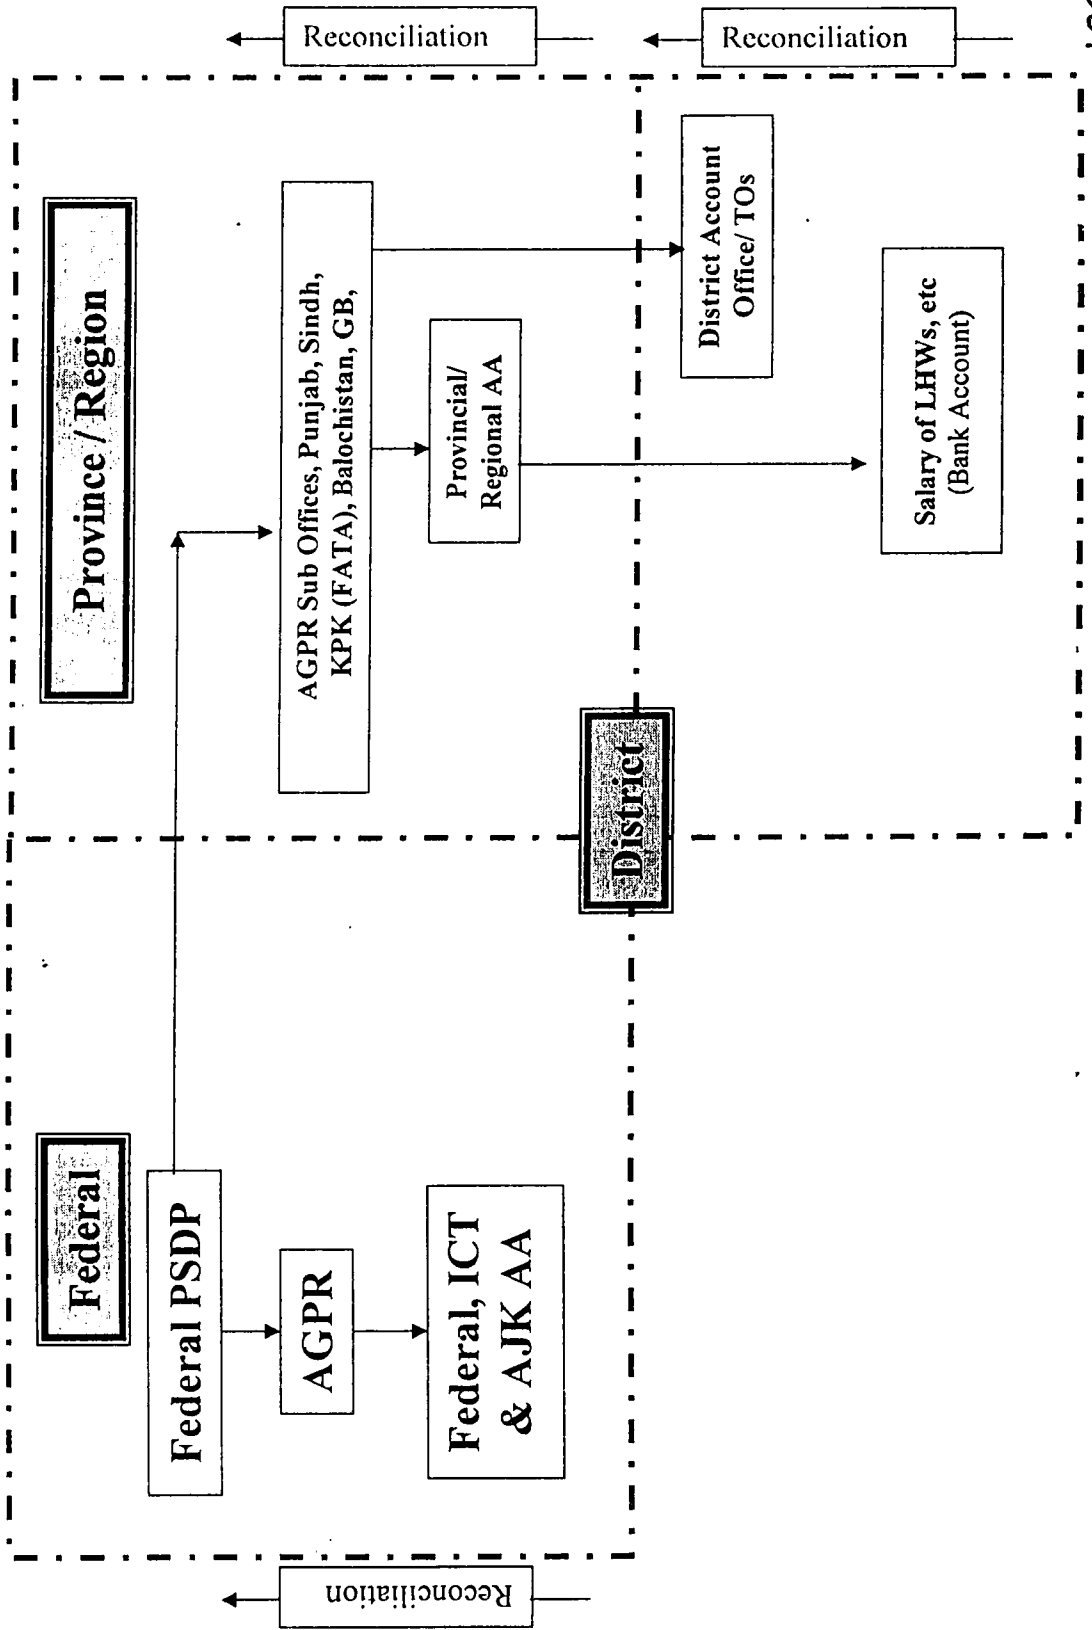 Federal
Province / Region
Federal PSDP
AGPR
Federal, ICT
& AJK AA
AGPR Sub Offices, Punjab, Sindh,
KPK (FATA), Balochistan, GB,
Provincial/
Regional AA
District
District Account
Office/ TOs
Salary of LHWs, etc
(Bank Account)
Reconciliation
Reconciliation
Reconciliation